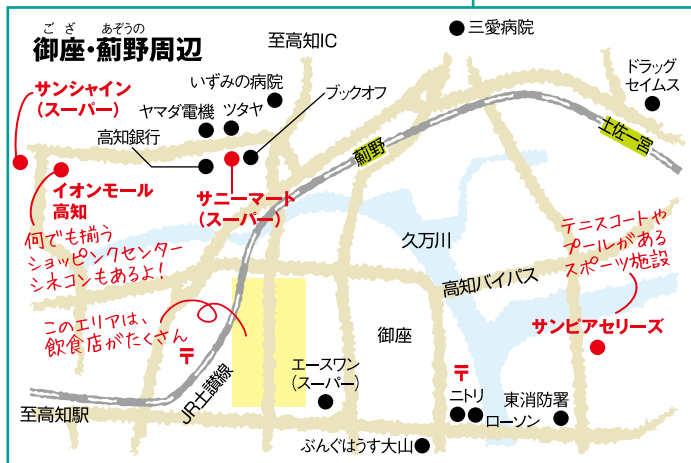 ござ あぞうの
御座・薊野周辺
至高知IC
三愛病院
サンシャイン
(スーパー)
いずみの病院
ブックオフ
ドラッグ
セイムス
ヤマダ電機
ツタヤ
高知銀行
薊野
土佐一宮
イオンモール
高知
サニーマート
(スーパー)
何でも揃う
ショッピングセンター
シネコンもあるよ!
久万川
テニスコートや
プールがある
スポーツ施設
高知バイパス
このエリアは、
飲食店がたくさん
〒
御座
サンピアセリーズ
JR土讃線
エースワン
(スーパー)
〒
ニトリ
ローソン
東消防署
至高知駅
ぶんぐはうす大山